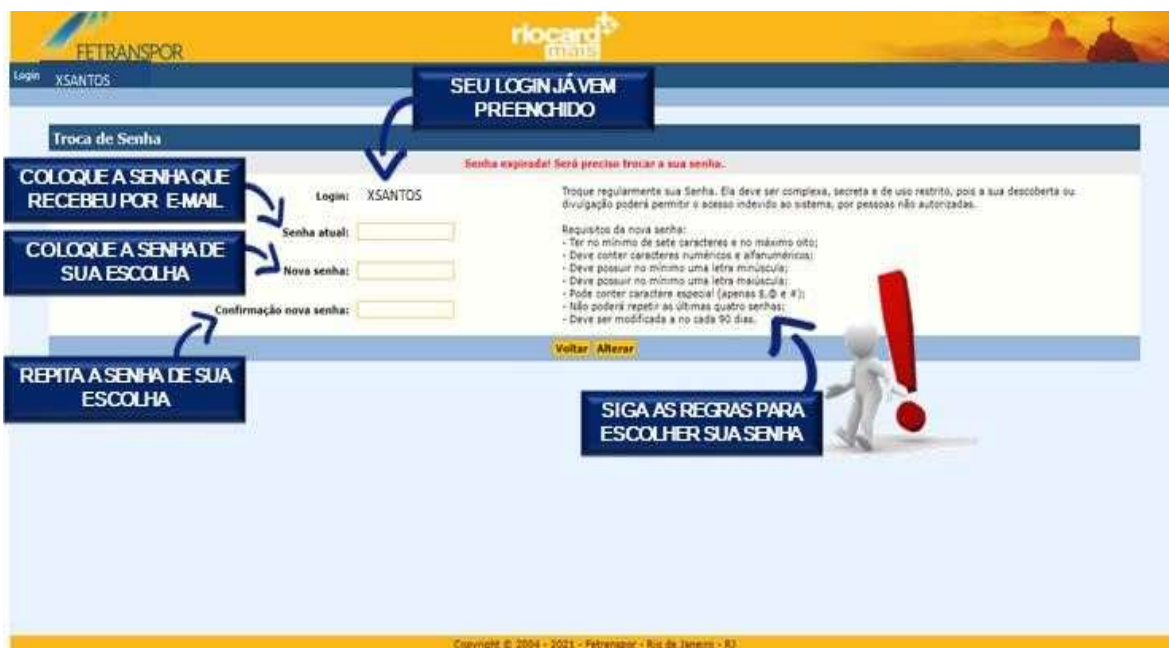 FETRANSPOR
riocard
mais
Login XSANTOS
SEU LOGIN JÁ VEM
PREENCHIDO
Troca de Senha
Senha expirada! Será preciso trocar a sua senha.
COLOQUE A SENHA QUE
RECEBEU POR E-MAIL
Login: XSANTOS
Troque regularmente sua Senha. Ela deve ser complexa, secreta e de uso restrito, pois a sua descoberta ou
divulgação poderá permitir o acesso indevido ao sistema, por pessoas não autorizadas.
Senha atual:
COLOQUE A SENHA DE
SUA ESCOLHA
Nova senha:
Confirmação nova senha:
Requisitos da nova senha:
- Ter no mínimo de sete caracteres e no máximo oito;
- Deve conter caracteres numéricos e alfanuméricos;
- Deve possuir no mínimo uma letra minúscula;
- Deve possuir no mínimo uma letra maiúscula;
- Pode conter caractere especial (apenas $,@ e #);
- Não poderá repetir as últimas quatro senhas;
- Deve ser modificada a no cada 90 dias.
Voltar Alterar
REPITA A SENHA DE SUA
ESCOLHA
SIGA AS REGRAS PARA
ESCOLHER SUA SENHA
Copyright © 2004 - 2021 - Fetranspor - Rio de Janeiro - RJ